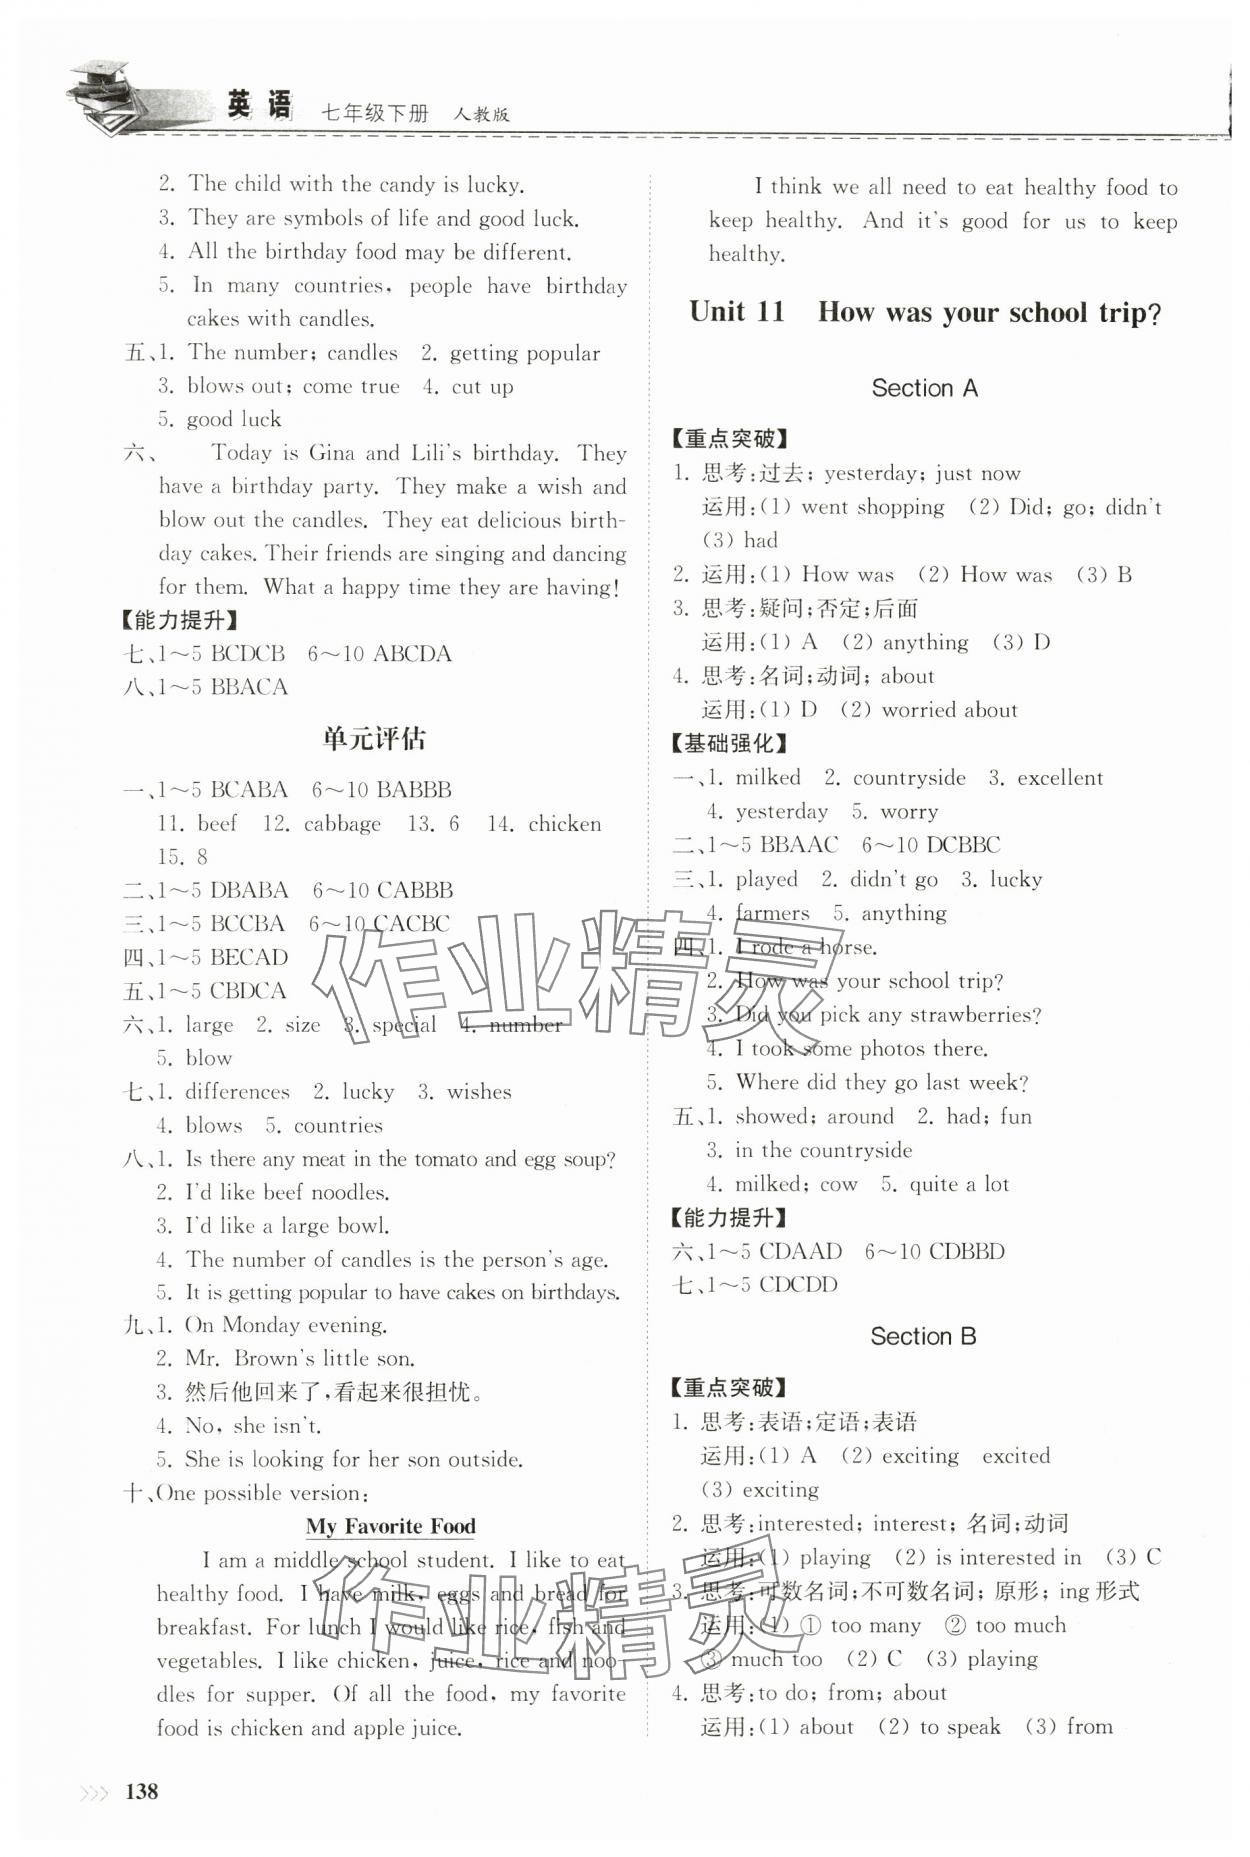 英语 七年级下册 人教版
2. The child with the candy is lucky.
3. They are symbols of life and good luck.
4. All the birthday food may be different.
5. In many countries, people have birthday
cakes with candles.
五、1. The number; candles 2. getting popular
3. blows out; come true 4. cut up
5. good luck
六、 Today is Gina and Lili's birthday. They
have a birthday party. They make a wish and
blow out the candles. They eat delicious birth-
day cakes. Their friends are singing and dancing
for them. What a happy time they are having!
【能力提升】
七、1～5 BCDCB 6～10 ABCDA
八、1～5 BBACA
单元评估
一、1～5 BCABA 6～10 BABBB
11. beef 12. cabbage 13. 6 14. chicken
15. 8
二、1～5 DBABA 6～10 CABBB
三、1～5 BCCBA 6～10 CACBC
四、1～5 BECAD
五、1～5 CBDCA
六、1. large 2. size 3. special 4. number
5. blow
七、1. differences 2. lucky 3. wishes
4. blows 5. countries
八、1. Is there any meat in the tomato and egg soup?
2. I'd like beef noodles.
3. I'd like a large bowl.
4. The number of candles is the person's age.
5. It is getting popular to have cakes on birthdays.
九、1. On Monday evening.
2. Mr. Brown's little son.
3. 然后他回来了,看起来很担忧。
4. No, she isn't.
5. She is looking for her son outside.
十、One possible version:
My Favorite Food
I am a middle school student. I like to eat
healthy food. I have milk, eggs and bread for
breakfast. For lunch I would like rice, fish and
vegetables. I like chicken, juice, rice and noo-
dles for supper. Of all the food, my favorite
food is chicken and apple juice.
I think we all need to eat healthy food to
keep healthy. And it's good for us to keep
healthy.
Unit 11 How was your school trip?
Section A
【重点突破】
1. 思考:过去; yesterday; just now
运用:(1) went shopping (2) Did; go; didn't
(3) had
2. 运用:(1) How was (2) How was (3) B
3. 思考:疑问;否定;后面
运用:(1) A (2) anything (3) D
4. 思考:名词;动词; about
运用:(1) D (2) worried about
【基础强化】
一、1. milked 2. countryside 3. excellent
4. yesterday 5. worry
二、1～5 BBAAC 6～10 DCBBC
三、1. played 2. didn't go 3. lucky
4. farmers 5. anything
四、1. I rode a horse.
2. How was your school trip?
3. Did you pick any strawberries?
4. I took some photos there.
5. Where did they go last week?
五、1. showed; around 2. had; fun
3. in the countryside
4. milked; cow 5. quite a lot
【能力提升】
六、1～5 CDAAD 6～10 CDBBD
七、1～5 CDCDD
Section B
【重点突破】
1. 思考:表语;定语;表语
运用:(1) A (2) exciting excited
(3) exciting
2. 思考:interested; interest; 名词;动词
运用:(1) playing (2) is interested in (3) C
3. 思考:可数名词;不可数名词; 原形; ing 形式
运用:(1) ① too many ② too much
③ much too (2) C (3) playing
4. 思考:to do; from; about
运用:(1) about (2) to speak (3) from
作业精灵
作业精灵
138